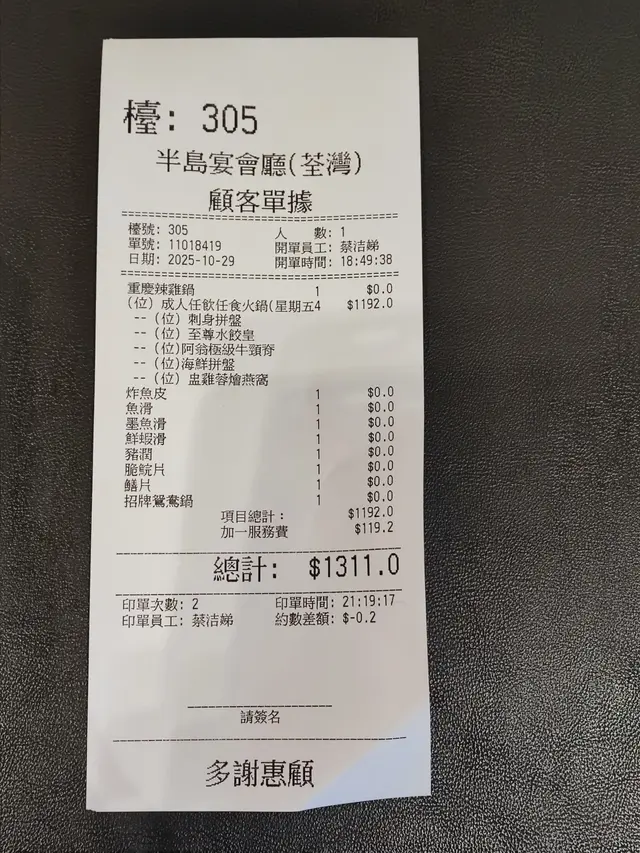 檯: 305
半島宴會廳(荃灣)
顧客單據
檯號: 305 人 數: 1
單號: 11018419 開單員工: 蔡洁娣
日期: 2025-10-29 開單時間: 18:49:38
重慶辣雞鍋 1 $0.0
(位) 成人任飲任食火鍋(星期五4 $1192.0
-- (位) 刺身拼盤
-- (位) 至尊水餃皇
-- (位)阿翁極級牛頸脊
-- (位)海鮮拼盤
-- (位) 盅雞蓉燴燕窩
炸魚皮 1 $0.0
魚滑 1 $0.0
墨魚滑 1 $0.0
鮮蝦滑 1 $0.0
豬潤 1 $0.0
脆鯇片 1 $0.0
鱔片 1 $0.0
招牌鴛鴦鍋 1 $0.0
項目總計: $1192.0
加一服務費 $119.2
總計: $1311.0
印單次數: 2 印單時間: 21:19:17
印單員工: 蔡洁娣 約數差額: $-0.2
請簽名
多謝惠顧